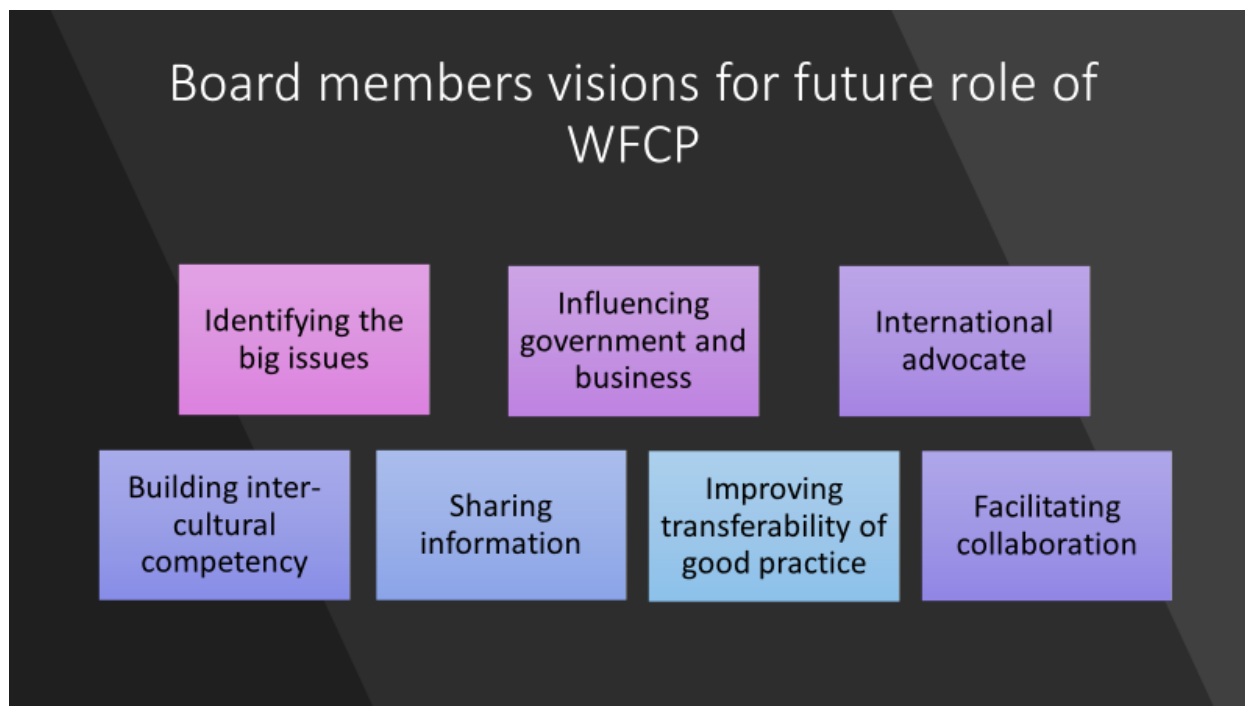 Board members visions for future role of
WFCP
Identifying the
big issues
Influencing
government and
business
International
advocate
Building inter-
cultural
competency
Sharing
information
Improving
transferability of
good practice
Facilitating
collaboration